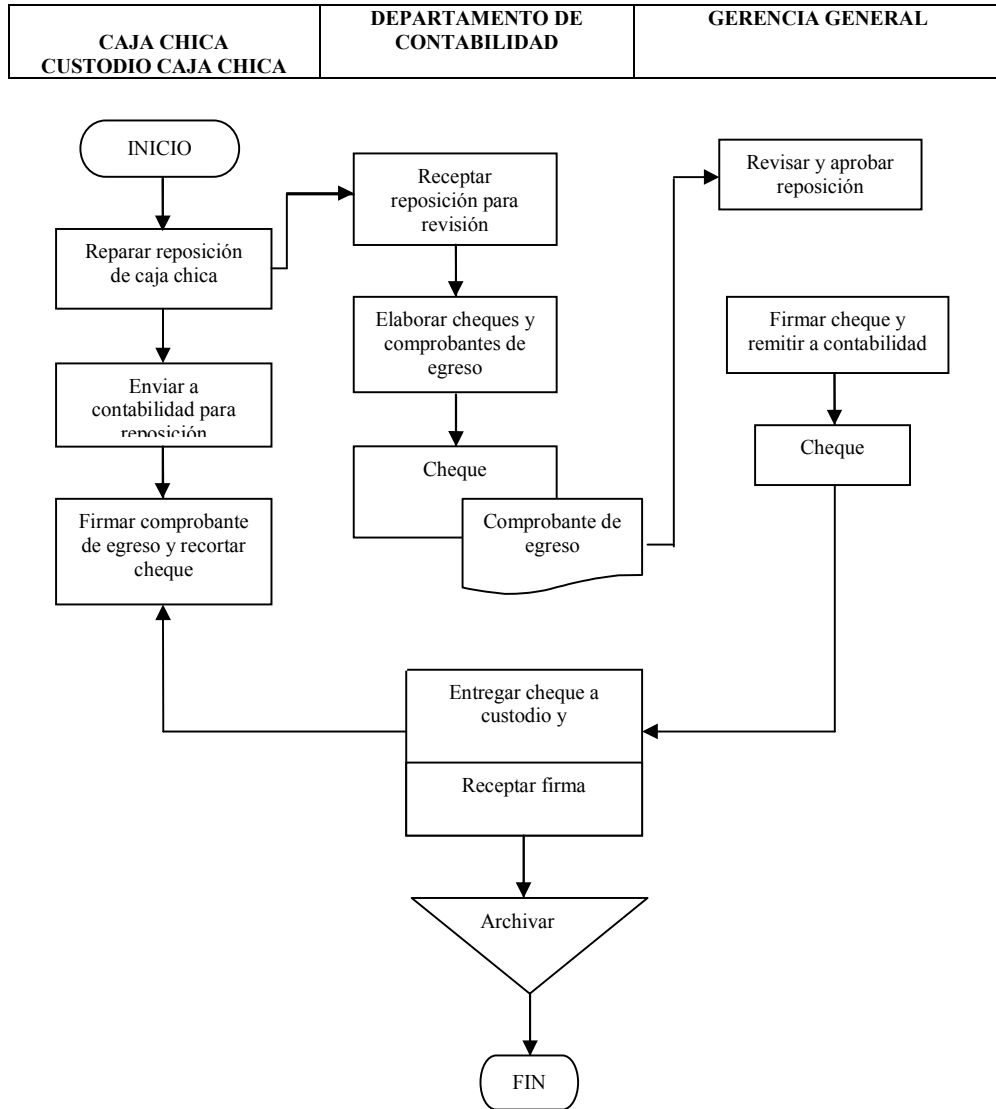 CAJA CHICA
CUSTODIO CAJA CHICA
DEPARTAMENTO DE
CONTABILIDAD
GERENCIA GENERAL
INICIO
Reparar reposición
de caja chica
Enviar a
contabilidad para
reposición
Firmar comprobante
de egreso y recortar
cheque
Receptar
reposición para
revisión
Elaborar cheques y
comprobantes de
egreso
Cheque
Comprobante de
egreso
Revisar y aprobar
reposición
Firmar cheque y
remitir a contabilidad
Cheque
Entregar cheque a
custodio y
Receptar firma
Archivar
FIN